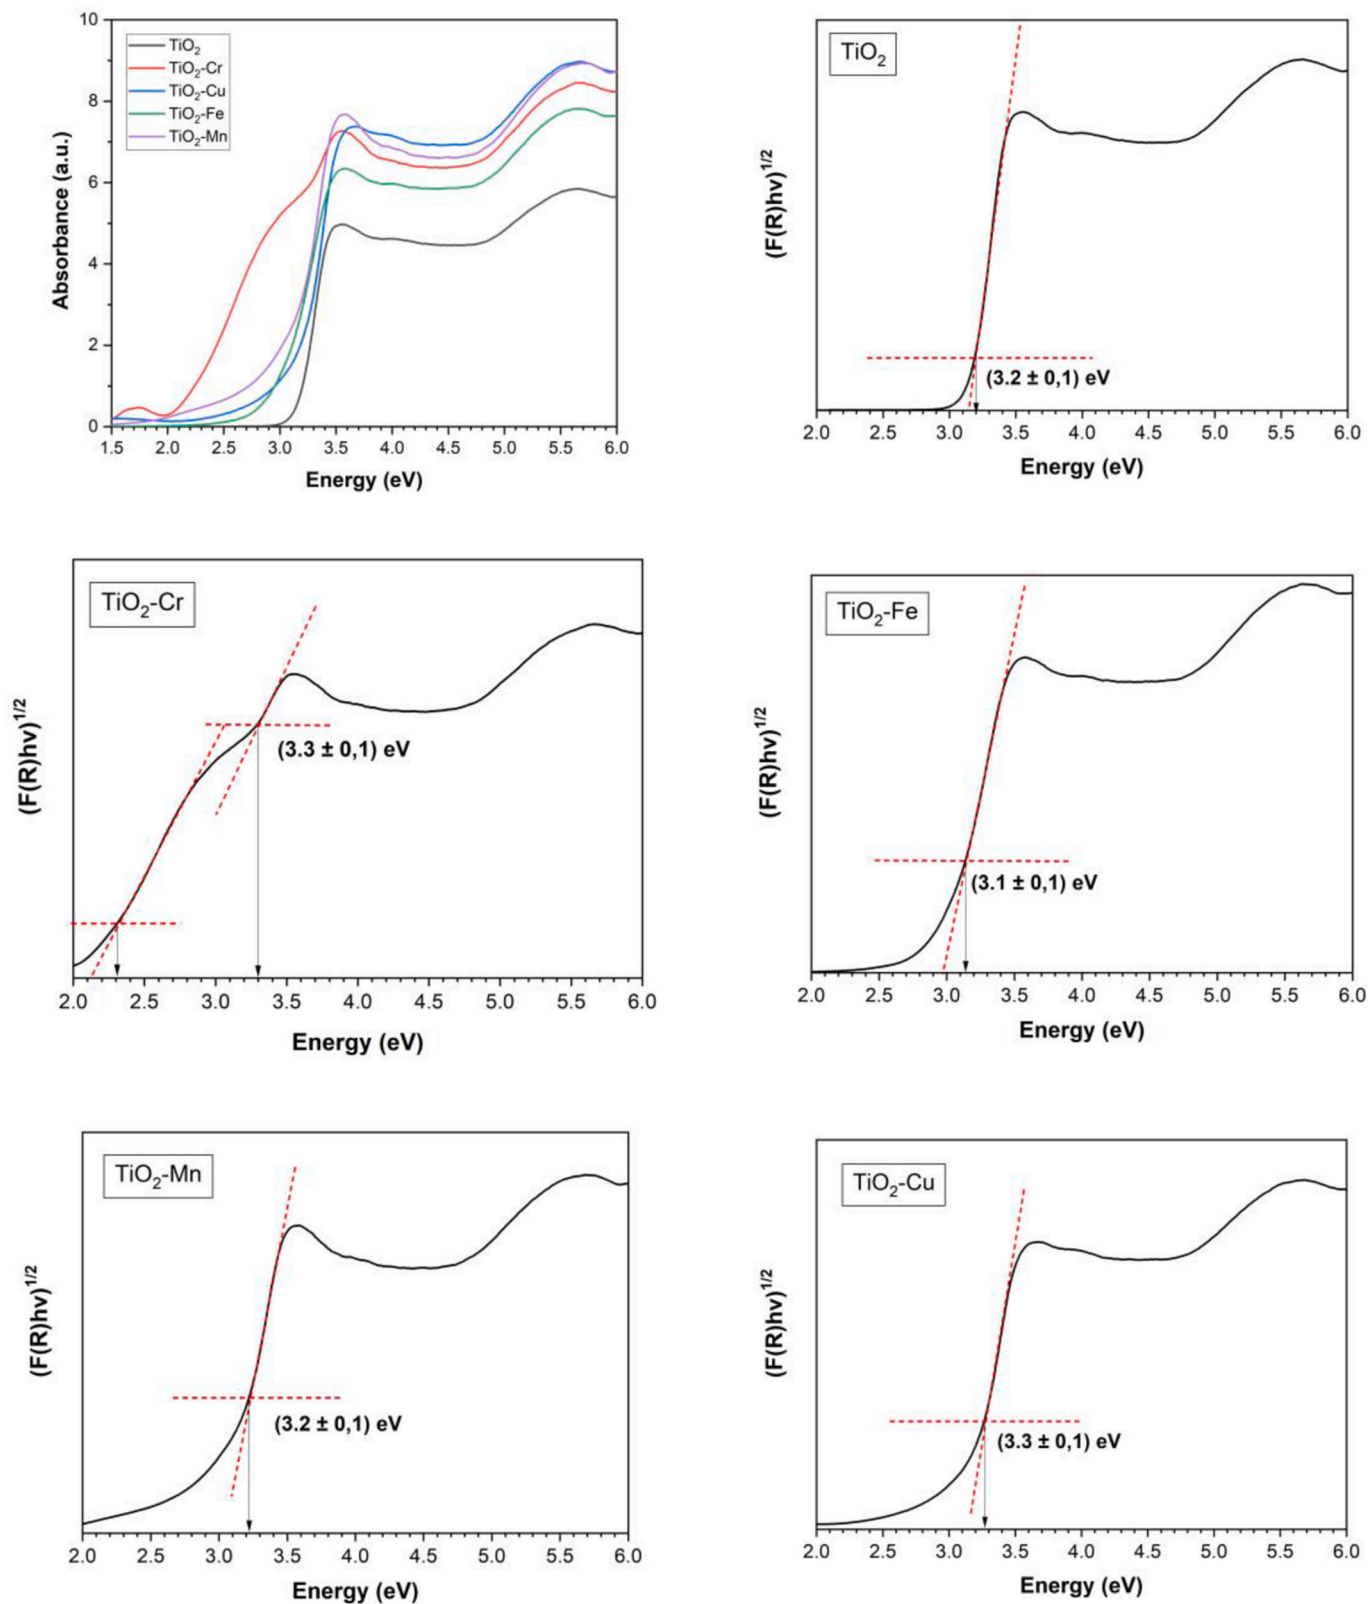 10
8
6
4
2
0
Absorbance (a.u.)
TiO₂
TiO₂-Cr
TiO₂-Cu
TiO₂-Fe
TiO₂-Mn
1.5 2.0 2.5 3.0 3.5 4.0 4.5 5.0 5.5 6.0
Energy (eV)
TiO₂
(F(R)hv)^1/2
(3.2 ± 0,1) eV
2.0 2.5 3.0 3.5 4.0 4.5 5.0 5.5 6.0
Energy (eV)
TiO₂-Cr
(F(R)hv)^1/2
(3.3 ± 0,1) eV
2.0 2.5 3.0 3.5 4.0 4.5 5.0 5.5 6.0
Energy (eV)
TiO₂-Fe
(F(R)hv)^1/2
(3.1 ± 0,1) eV
2.0 2.5 3.0 3.5 4.0 4.5 5.0 5.5 6.0
Energy (eV)
TiO₂-Mn
(F(R)hv)^1/2
(3.2 ± 0,1) eV
2.0 2.5 3.0 3.5 4.0 4.5 5.0 5.5 6.0
Energy (eV)
TiO₂-Cu
(F(R)hv)^1/2
(3.3 ± 0,1) eV
2.0 2.5 3.0 3.5 4.0 4.5 5.0 5.5 6.0
Energy (eV)